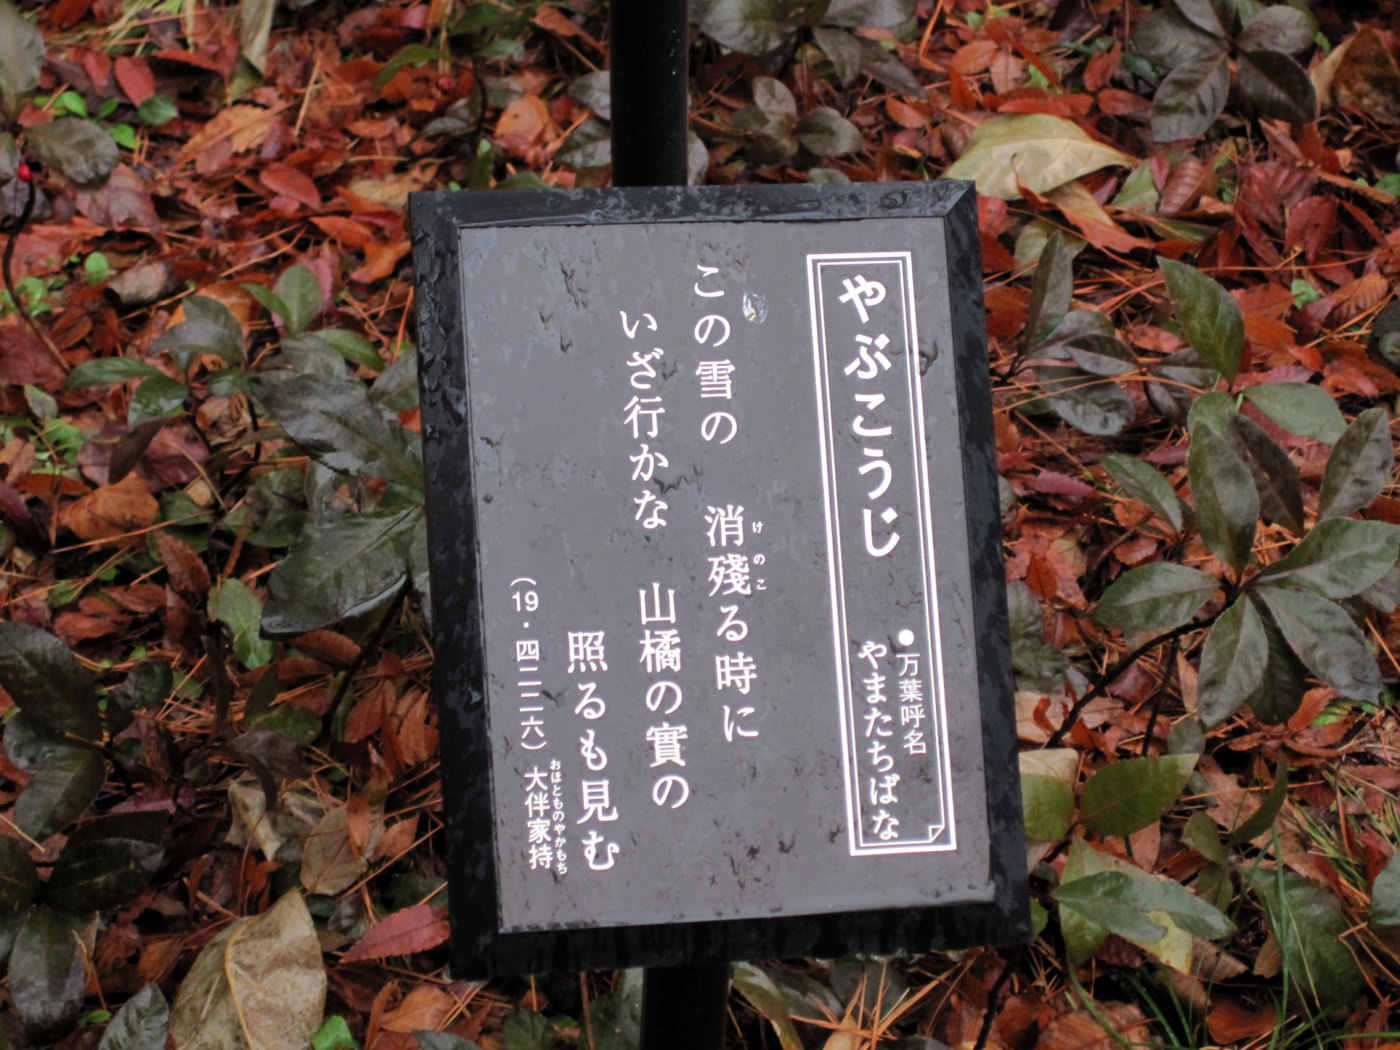 やぶこうじ
●万葉呼名
やまたちばな
この雪の 消殘る時に
けのこ
いざ行かな 山橘の實の
照るも見む
(19・四二二六) 大伴家持
おほとものやかもち